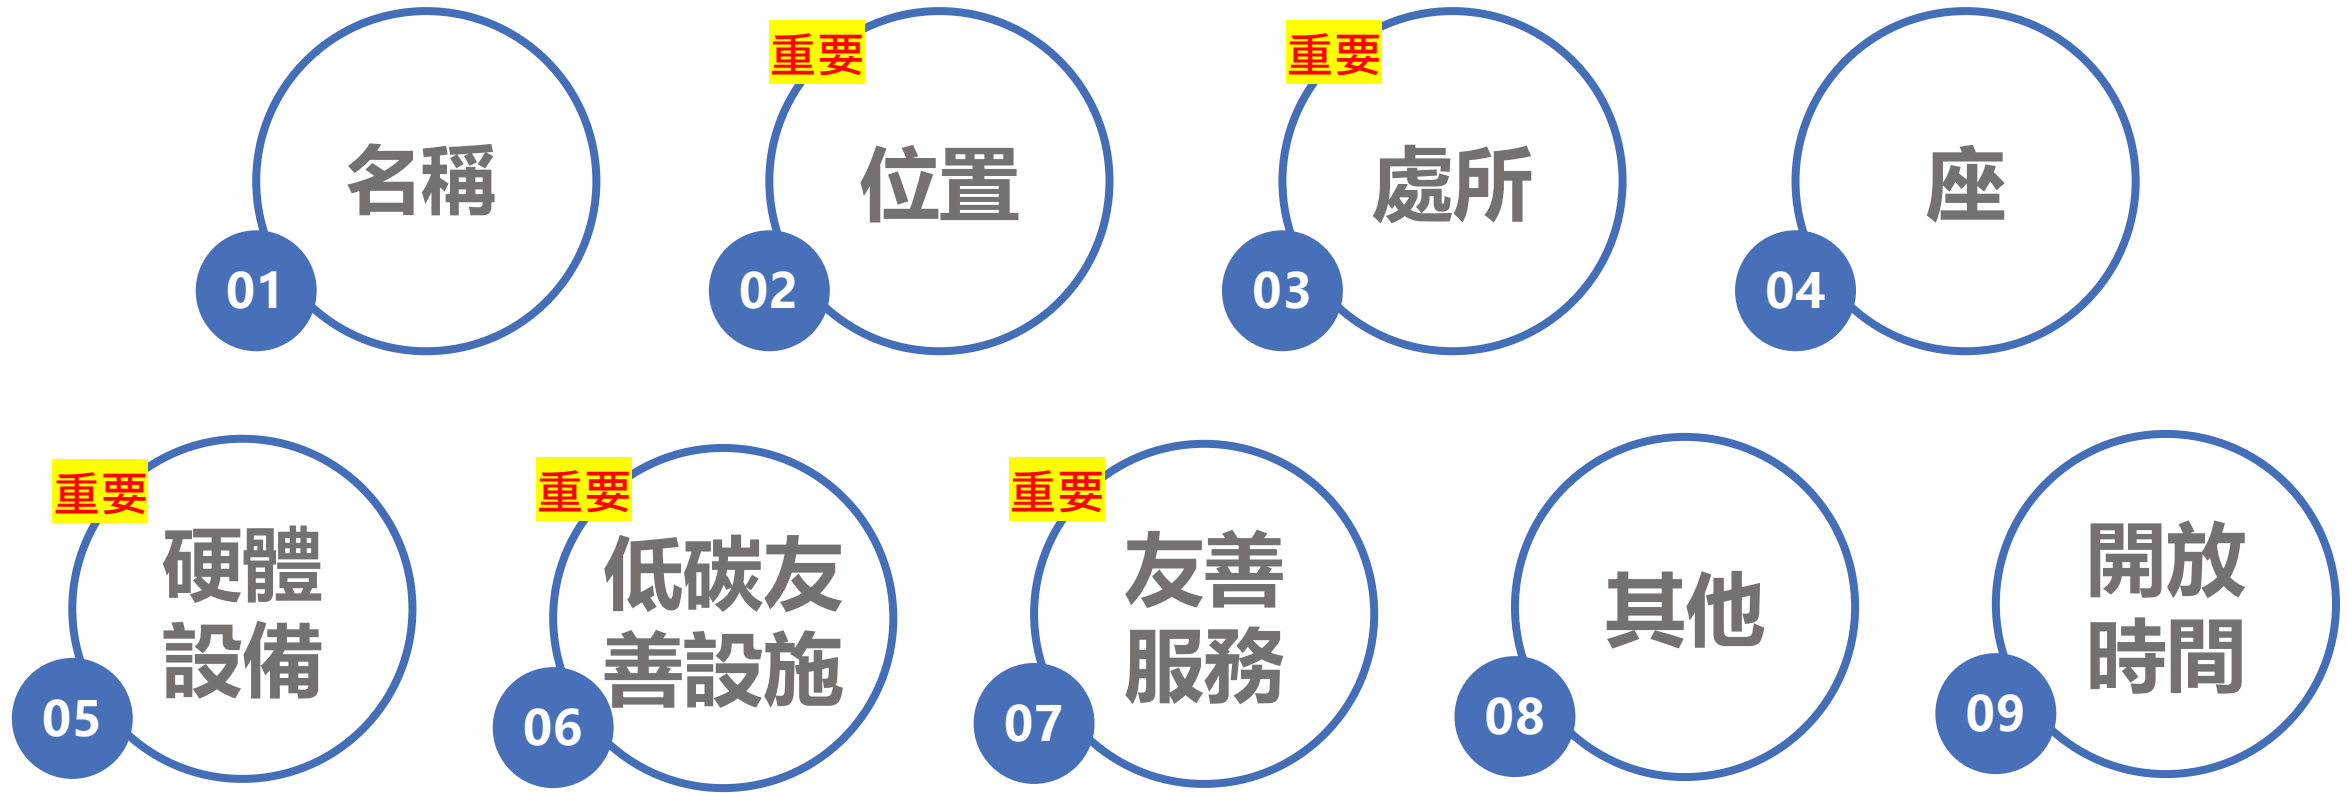 名稱
01
重要
位置
02
重要
處所
03
座
04
重要
硬體
設備
05
重要
低碳友
善設施
06
重要
友善
服務
07
其他
08
開放
時間
09